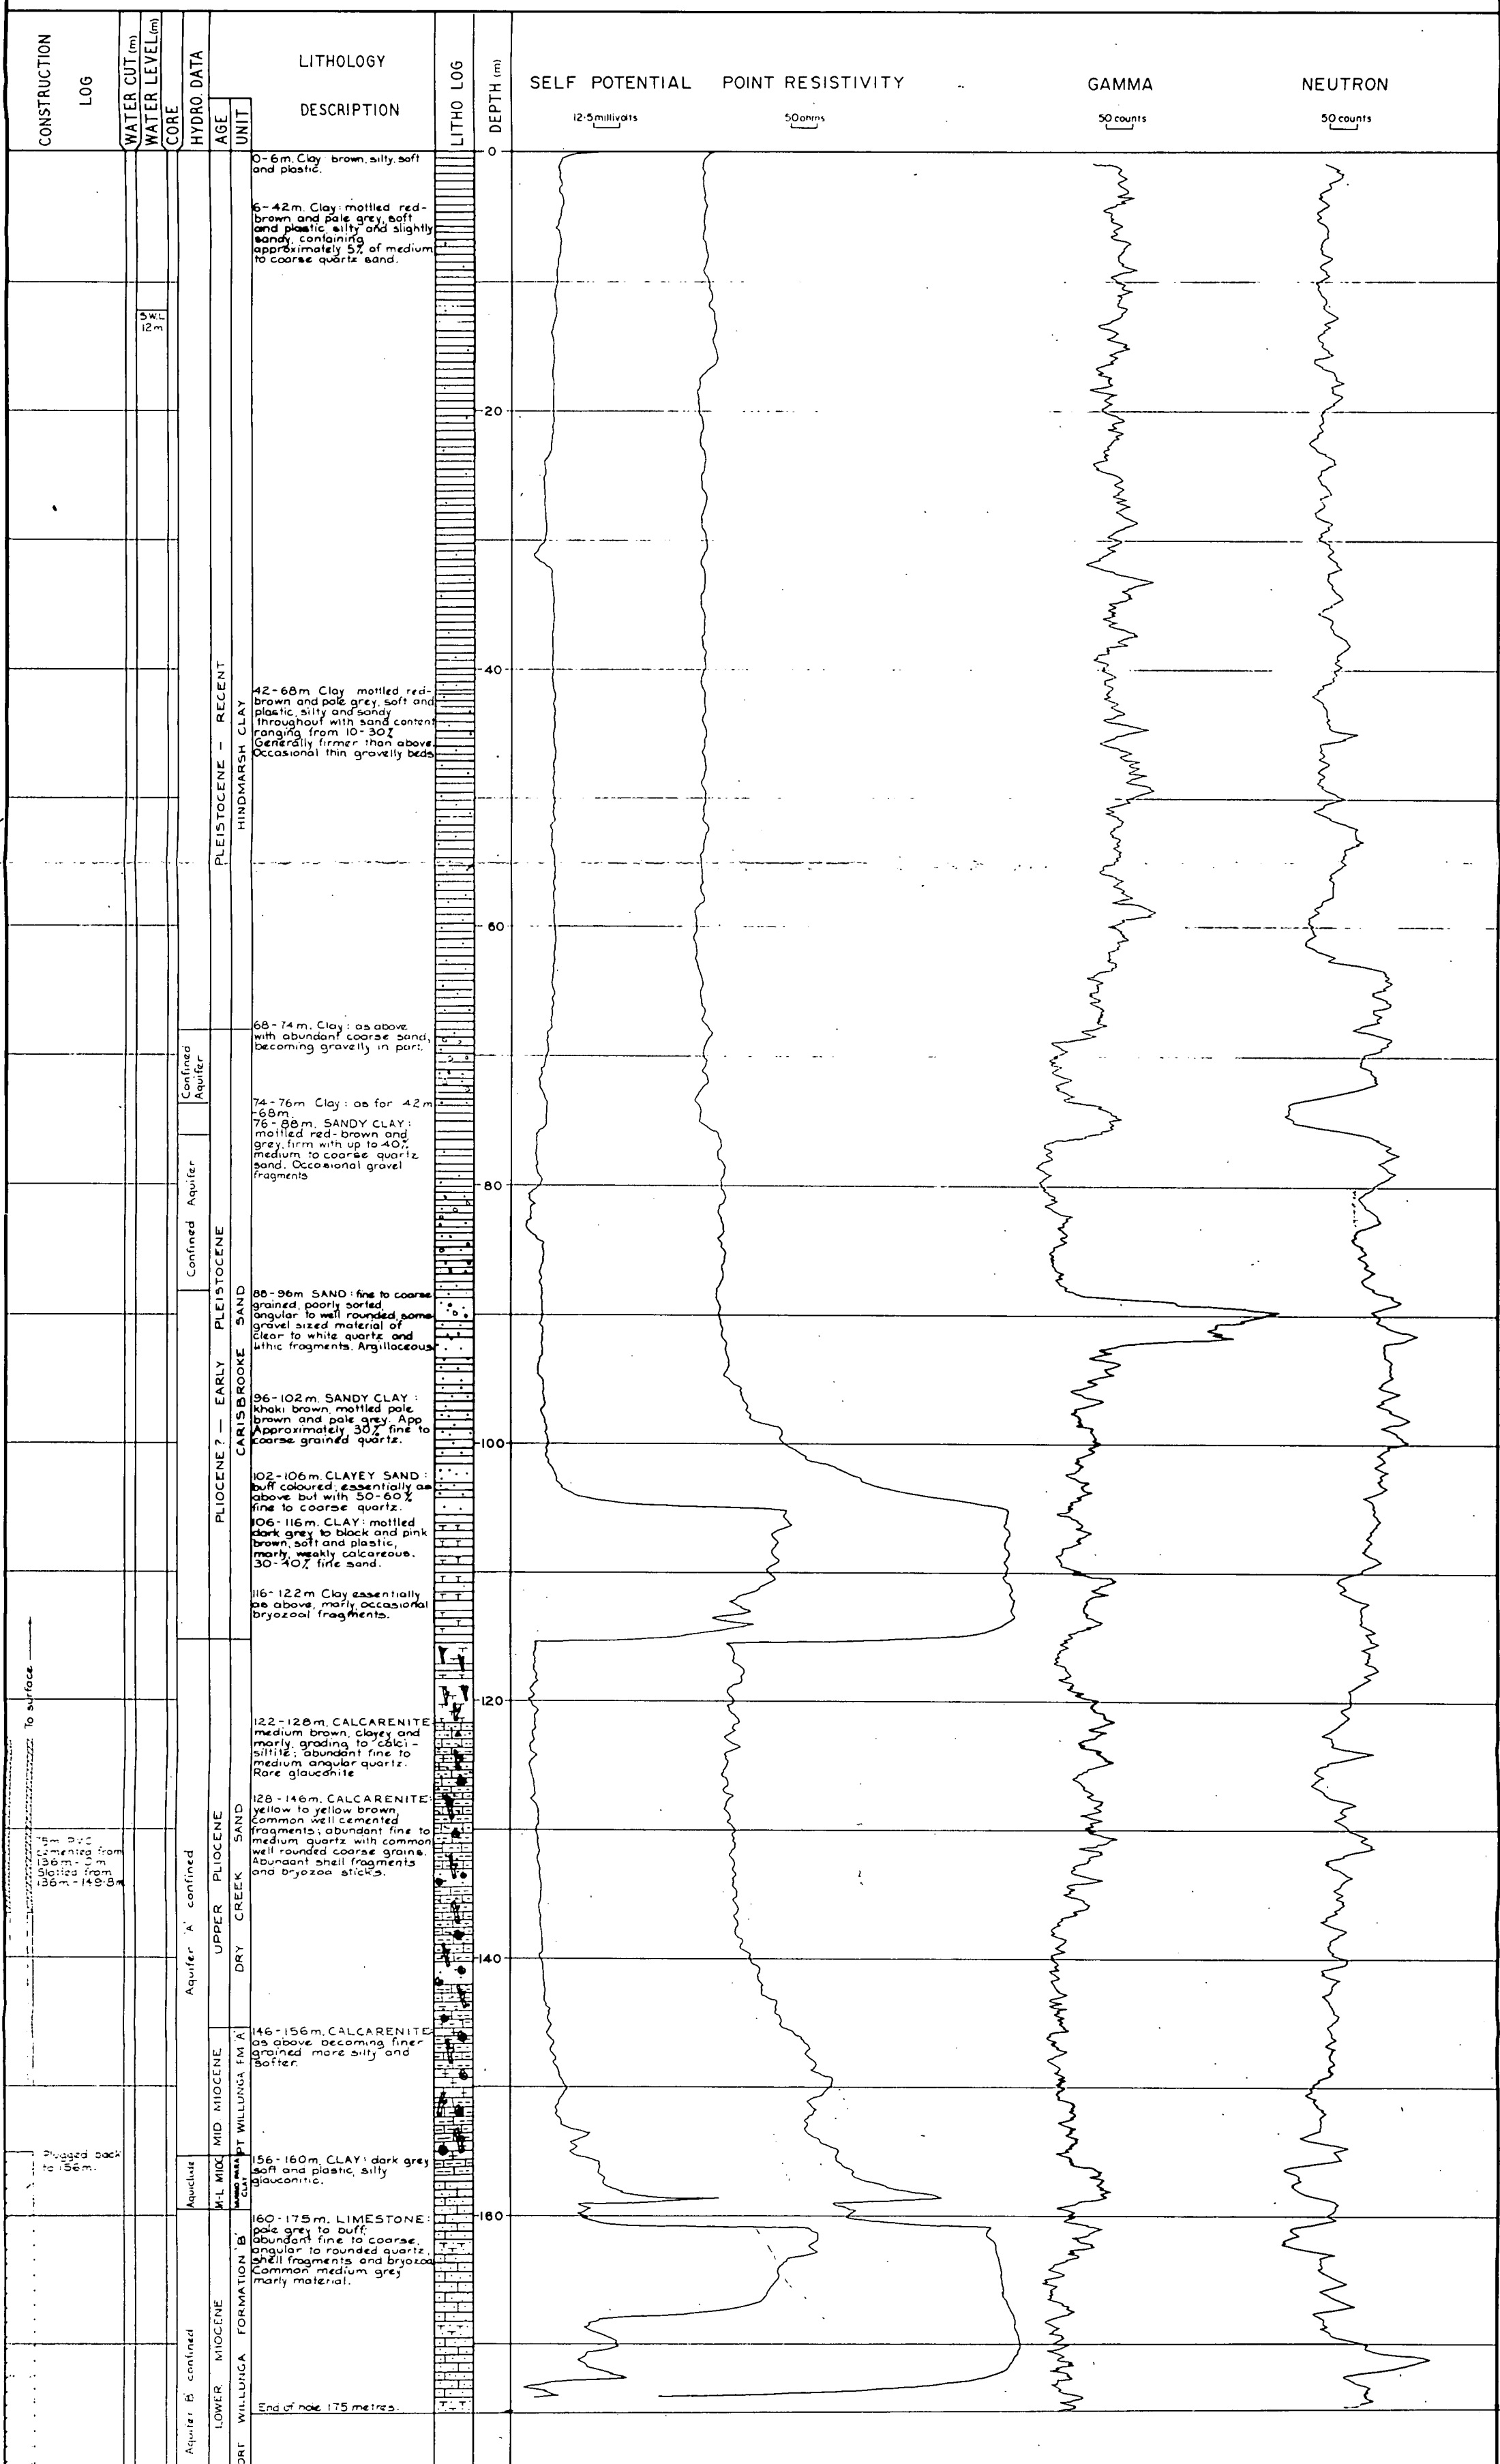 CONSTRUCTION
LOG
WATER CUT (m)
WATER LEVEL (m)
CORE
HYDRO. DATA
AGE
UNIT
LITHOLOGY
DESCRIPTION
LITHO LOG
DEPTH (m)
SELF POTENTIAL
POINT RESISTIVITY
GAMMA
NEUTRON
12·5 millivolts
50 ohms
50 counts
50 counts
0
20
40
60
80
100
120
140
160
0-6m. Clay brown, silty, soft
and plastic.
6-42m. Clay: mottled red-
brown and pale grey, soft
and plastic, silty and slightly
sandy, containing
approximately 5% of medium
to coarse quartz sand.
S.W.L
12m
42-68m Clay mottled red-
brown and pale grey, soft and
plastic, silty and sandy
throughout with sand content
ranging from 10-30%
Generally firmer than above.
Occasional thin gravelly beds
PLEISTOCENE - RECENT
HINDMARSH CLAY
68-74m. Clay: as above
with abundant coarse sand,
becoming gravelly in part.
Confined
Aquifer
74-76m Clay: as for 42m
-68m.
76-88m. SANDY CLAY:
mottled red-brown and
grey, firm with up to 40%
medium to coarse quartz
sand. Occasional gravel
fragments
Confined Aquifer
88-96m SAND: fine to coarse
grained, poorly sorted,
angular to well rounded, some
gravel sized material of
clear to white quartz and
lithic fragments. Argillaceous
96-102m. SANDY CLAY:
khaki brown, mottled pale
brown and pale grey. App
Approximately 30% fine to
coarse grained quartz.
102-106m. CLAYEY SAND:
buff coloured; essentially as
above but with 50-60%
fine to coarse quartz.
106-116m. CLAY: mottled
dark grey to black and pink
brown, soft and plastic,
marly, weakly calcareous.
30-40% fine sand.
116-122m Clay essentially
as above, marly, occasional
bryozoal fragments.
PLIOCENE ? - EARLY PLEISTOCENE
CARISBROOKE SAND
To surface
122-128m. CALCARENITE
medium brown, clayey and
marly, grading to calci-
siltite; abundant fine to
medium angular quartz.
Rare glauconite
128-146m. CALCARENITE:
yellow to yellow brown,
common well cemented
fragments; abundant fine to
medium quartz with common
well rounded coarse grains.
Abundant shell fragments
and bryozoa sticks.
PVC
cemented from
136m-0m
Slotted from
136m-149·8m
Aquifer 'A' confined
UPPER PLIOCENE
DRY CREEK SAND
146-156m. CALCARENITE
as above becoming finer
grained more silty and
softer.
MID MIOCENE
PT WILLUNGA FM 'A'
Plugged back
to 156m.
156-160m. CLAY: dark grey
soft and plastic, silty
glauconitic.
Aquiclude
M-L MIOC
CLAY
160-175m. LIMESTONE:
pale grey to buff;
abundant fine to coarse,
angular to rounded quartz,
shell fragments and bryozoa
Common medium grey
marly material.
End of hole 175 metres.
Aquifer 'B' confined
LOWER MIOCENE
WILLUNGA FORMATION 'B'